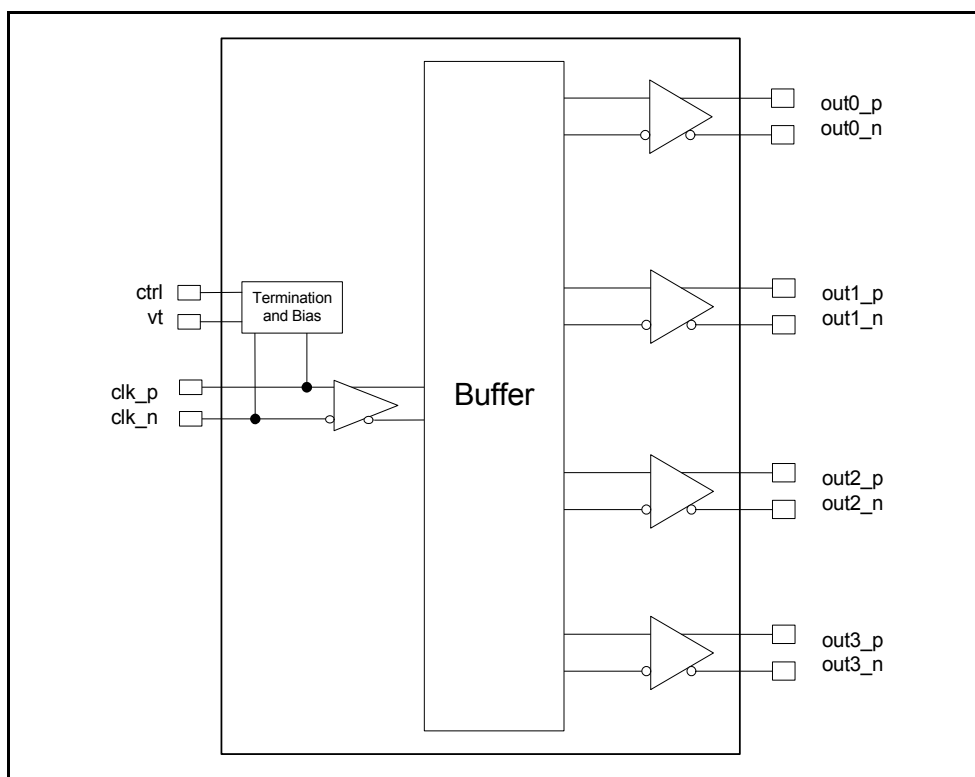 out0_p
out0_n
ctrl
vt
Termination
and Bias
clk_p
clk_n
Buffer
out1_p
out1_n
out2_p
out2_n
out3_p
out3_n